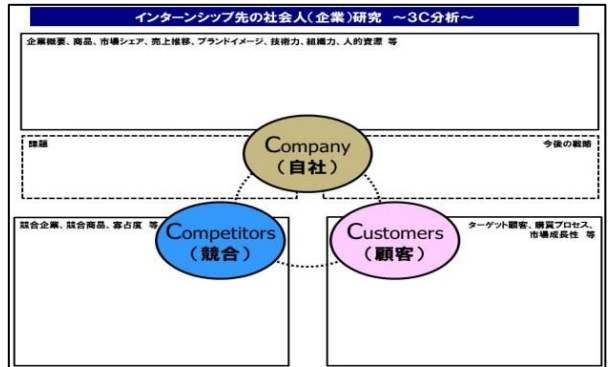 インターンシップ先の社会人(企業)研究 ~3C分析~
企業概要、商品、市場シェア、売上推移、ブランドイメージ、技術力、組織力、人的資源 等
課題
今後の戦略
Company
(自社)
競合企業、競合商品、寡占度 等
Competitors
(競合)
Customers
(顧客)
ターゲット顧客、購買プロセス、
市場成長性 等